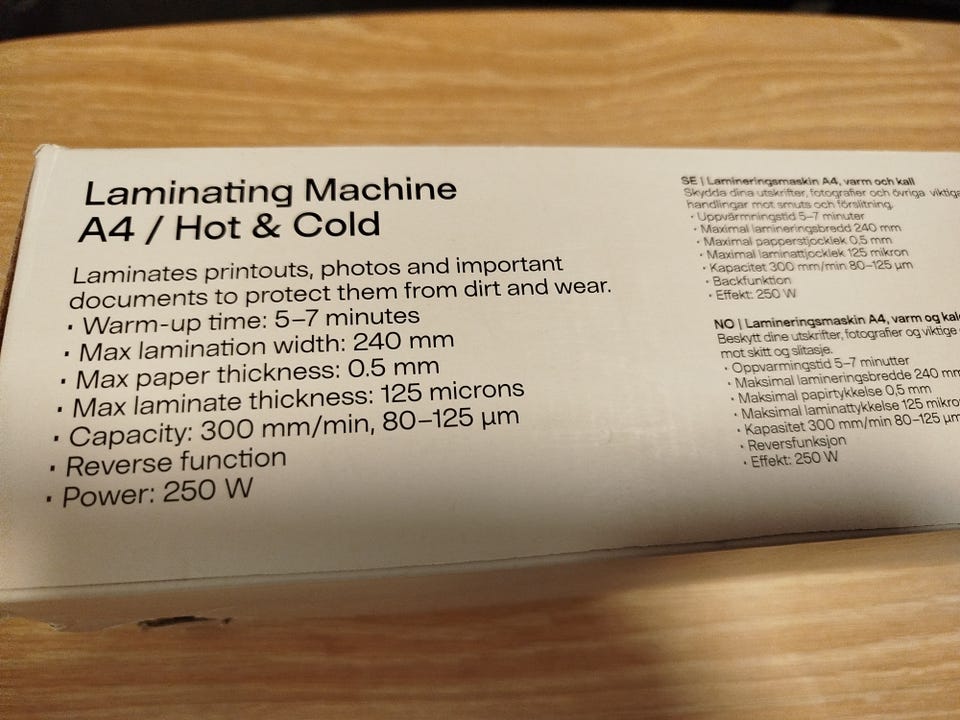 Laminating Machine
A4 / Hot & Cold
Laminates printouts, photos and important
documents to protect them from dirt and wear.
· Warm-up time: 5–7 minutes
· Max lamination width: 240 mm
· Max paper thickness: 0.5 mm
· Max laminate thickness: 125 microns
· Capacity: 300 mm/min, 80–125 µm
· Reverse function
· Power: 250 W
SE | Lamineringsmaskin A4, varm och kall
Skydda dina utskrifter, fotografier och övriga viktiga
handlingar mot smuts och förslitning.
· Uppvärmningstid 5–7 minuter
· Maximal lamineringsbredd 240 mm
· Maximal papperstjocklek 0,5 mm
· Maximal laminattjocklek 125 mikron
· Kapacitet 300 mm/min 80–125 µm
· Backfunktion
· Effekt: 250 W
NO | Lamineringsmaskin A4, varm og
Beskytt dine utskrifter, fotografier og viktige
mot skitt og slitasje.
· Oppvarmingstid 5–7 minutter
· Maksimal lamineringsbredde 240 mm
· Maksimal papirtykkelse 0,5 mm
· Maksimal laminattykkelse 125
· Kapasitet 300 mm/min 80–125 µm
· Reversfunksjon
· Effekt: 250 W